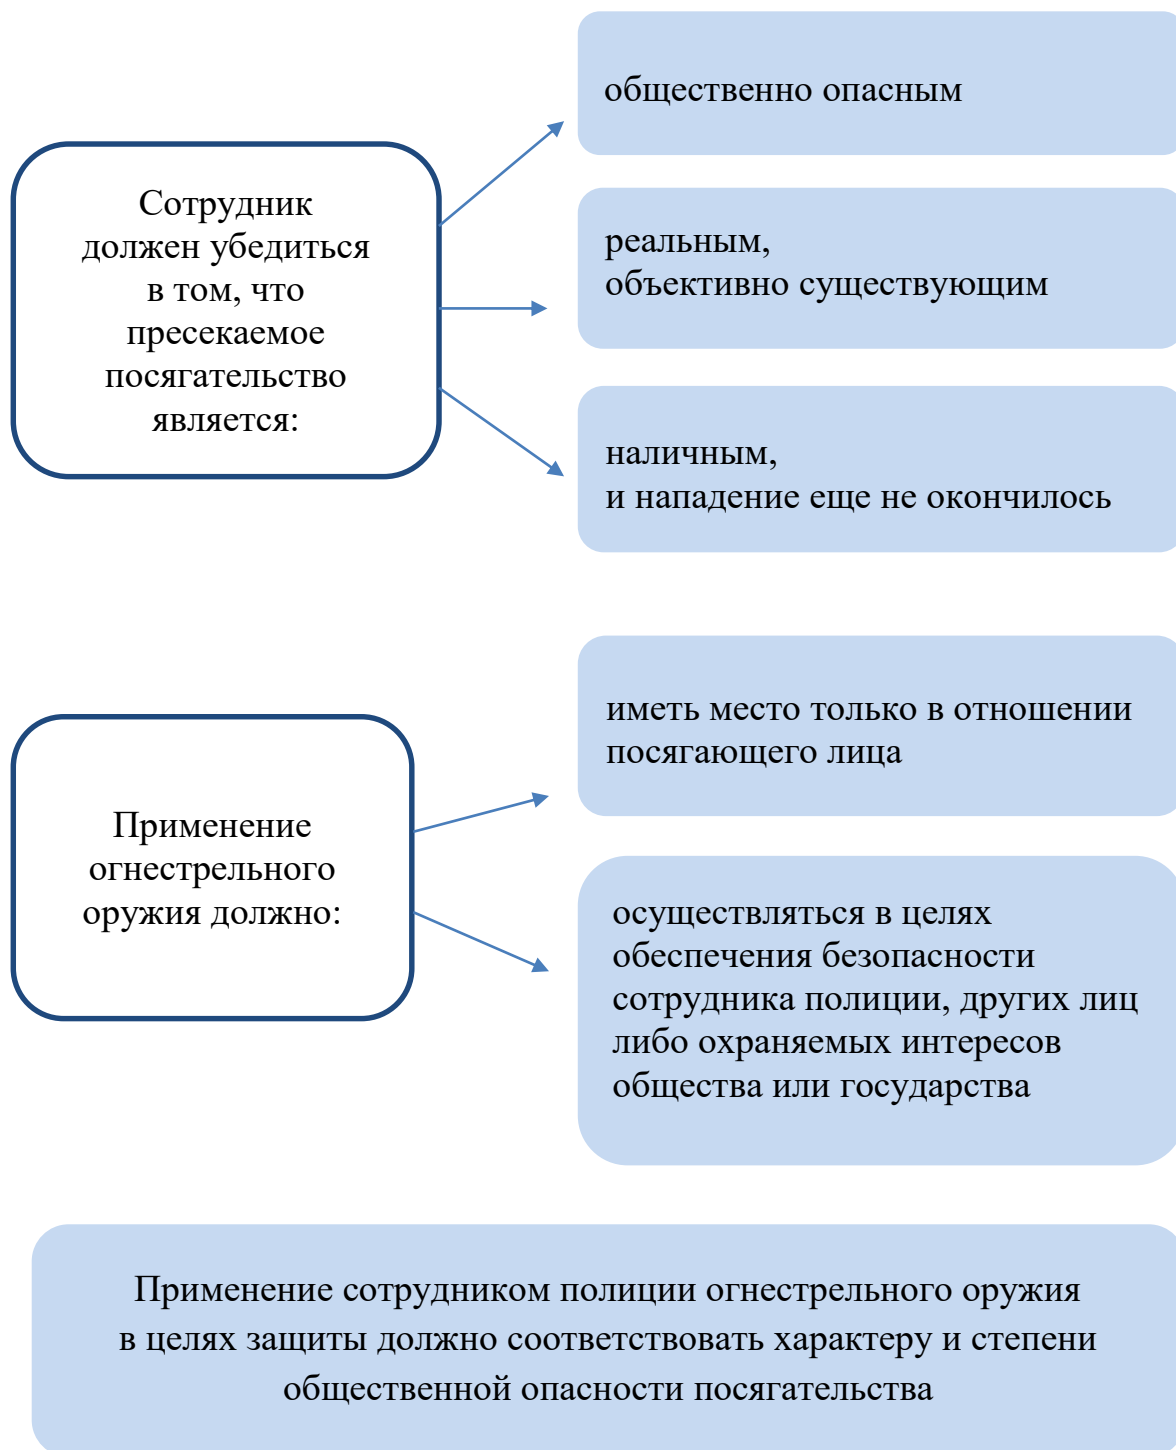 Сотрудник
должен убедиться
в том, что
пресекаемое
посягательство
является:
общественно опасным
реальным,
объективно существующим
наличным,
и нападение еще не окончилось
Применение
огнестрельного
оружия должно:
иметь место только в отношении
посягающего лица
осуществляться в целях
обеспечения безопасности
сотрудника полиции, других лиц
либо охраняемых интересов
общества или государства
Применение сотрудником полиции огнестрельного оружия
в целях защиты должно соответствовать характеру и степени
общественной опасности посягательства